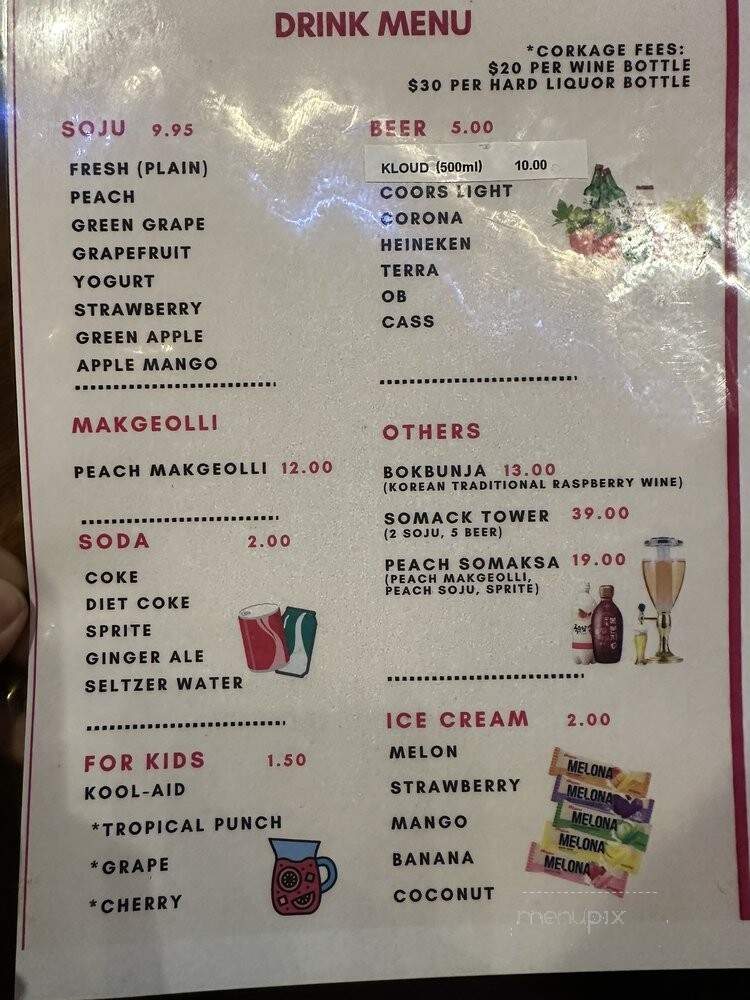 DRINK MENU
*CORKAGE FEES:
$20 PER WINE BOTTLE
$30 PER HARD LIQUOR BOTTLE
SOJU 9.95
FRESH (PLAIN)
PEACH
GREEN GRAPE
GRAPEFRUIT
YOGURT
STRAWBERRY
GREEN APPLE
APPLE MANGO
MAKGEOLLI
PEACH MAKGEOLLI 12.00
SODA 2.00
COKE
DIET COKE
SPRITE
GINGER ALE
SELTZER WATER
FOR KIDS 1.50
KOOL-AID
*TROPICAL PUNCH
*GRAPE
*CHERRY
BEER 5.00
KLOUD (500ml) 10.00
COORS LIGHT
CORONA
HEINEKEN
TERRA
OB
CASS
OTHERS
BOKBUNJA 13.00
(KOREAN TRADITIONAL RASPBERRY WINE)
SOMACK TOWER 39.00
(2 SOJU, 5 BEER)
PEACH SOMAKSA 19.00
(PEACH MAKGEOLLI,
PEACH SOJU, SPRITE)
ICE CREAM 2.00
MELON
STRAWBERRY
MANGO
BANANA
COCONUT
MELONA
MELONA
MELONA
MELONA
MELONA
menupix